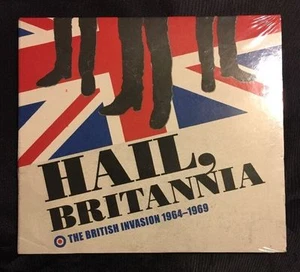 HAIL,
BRITANNIA
THE BRITISH INVASION 1964–1969